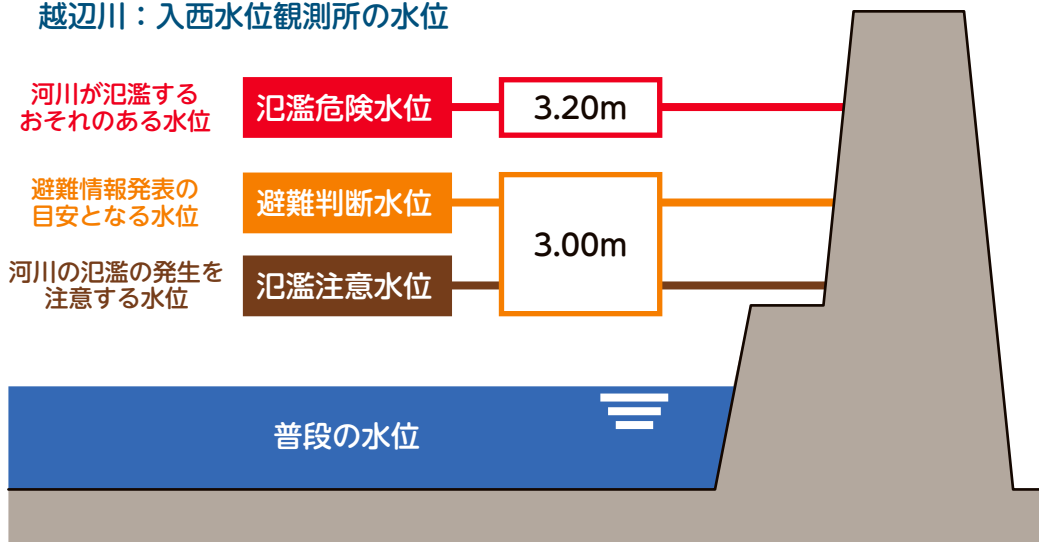 越辺川：入西水位観測所の水位
河川が氾濫する
おそれのある水位
氾濫危険水位
3.20m
避難情報発表の
目安となる水位
避難判断水位
3.00m
河川の氾濫の発生を
注意する水位
氾濫注意水位
普段の水位